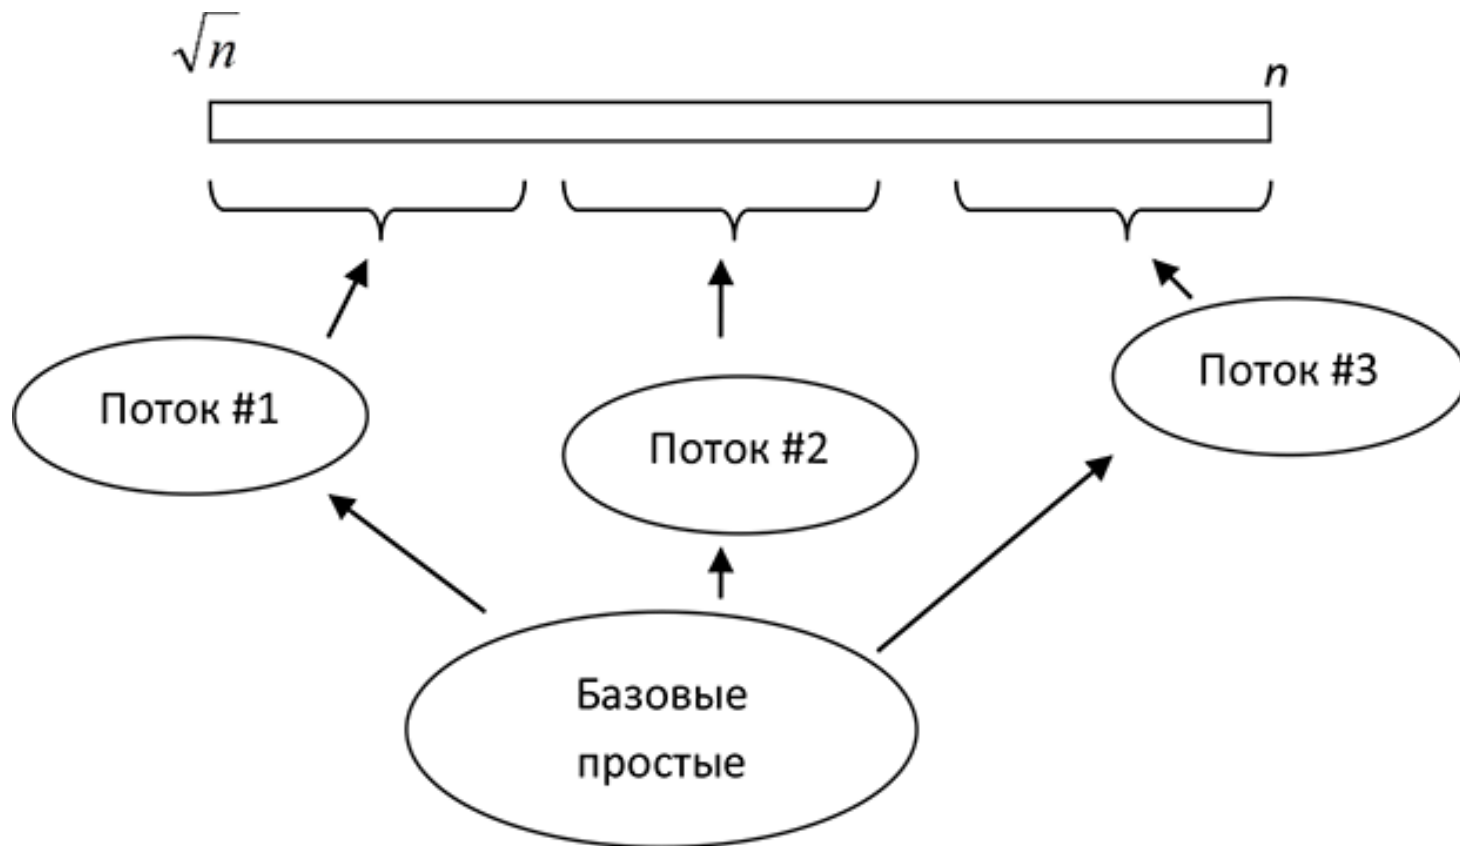 √n
n
Поток #1
Поток #2
Поток #3
Базовые
простые